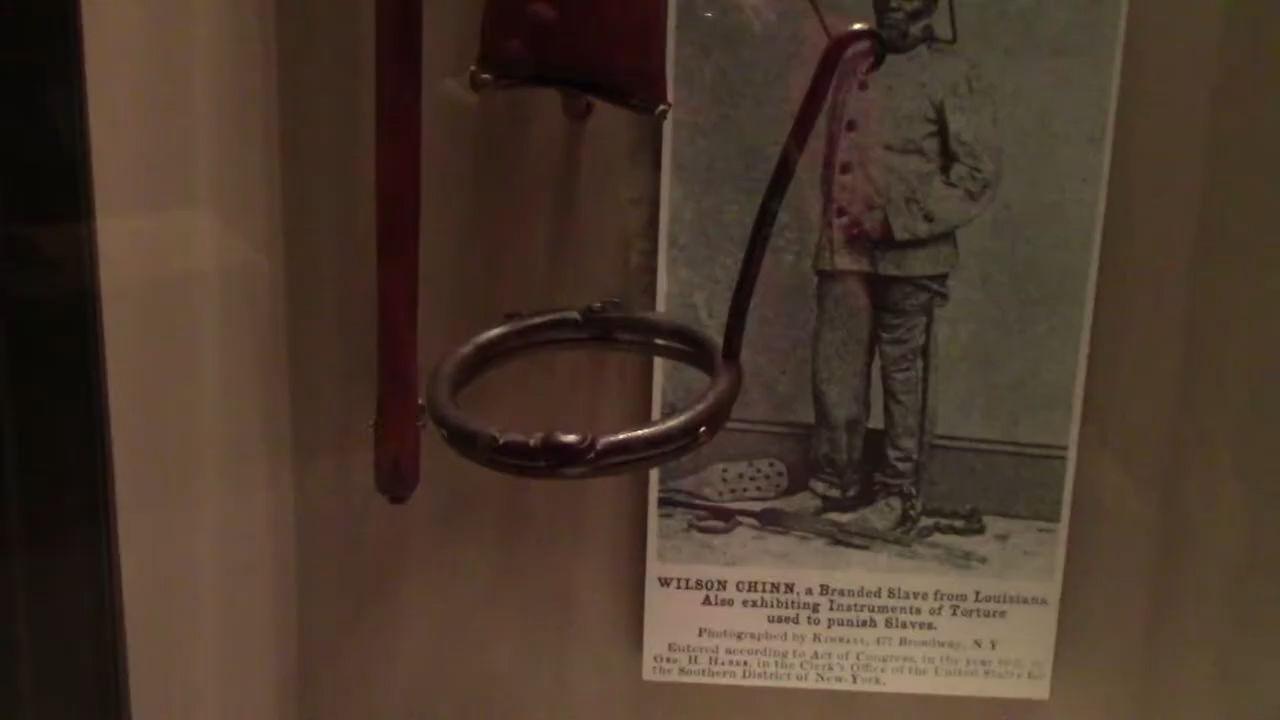 WILSON CHINN, a Branded Slave from Louisiana.
Also exhibiting Instruments of Torture
used to punish Slaves.
Photographed by KIMBALL, 477 Broadway, N. Y
Entered according to Act of Congress, in the year
GEO. H. HANKS, in the Clerk's Office of the United States for
the Southern District of New-York.